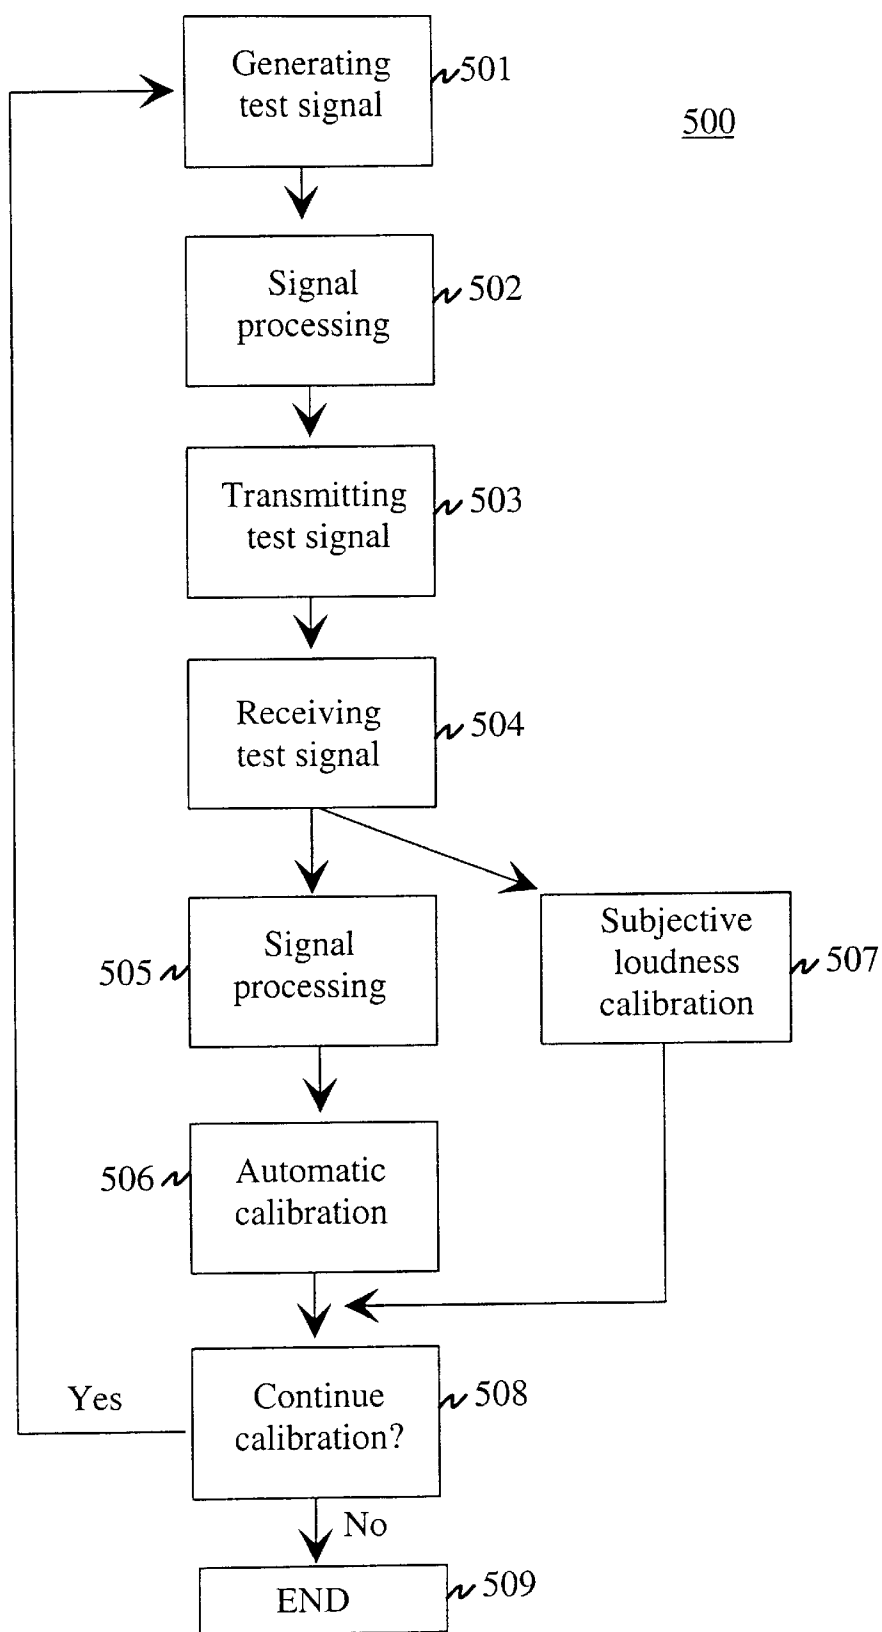 Generating
test signal
501
500
Signal
processing
502
Transmitting
test signal
503
Receiving
test signal
504
Signal
processing
505
Subjective
loudness
calibration
507
Automatic
calibration
506
Continue
calibration?
508
Yes
No
END
509